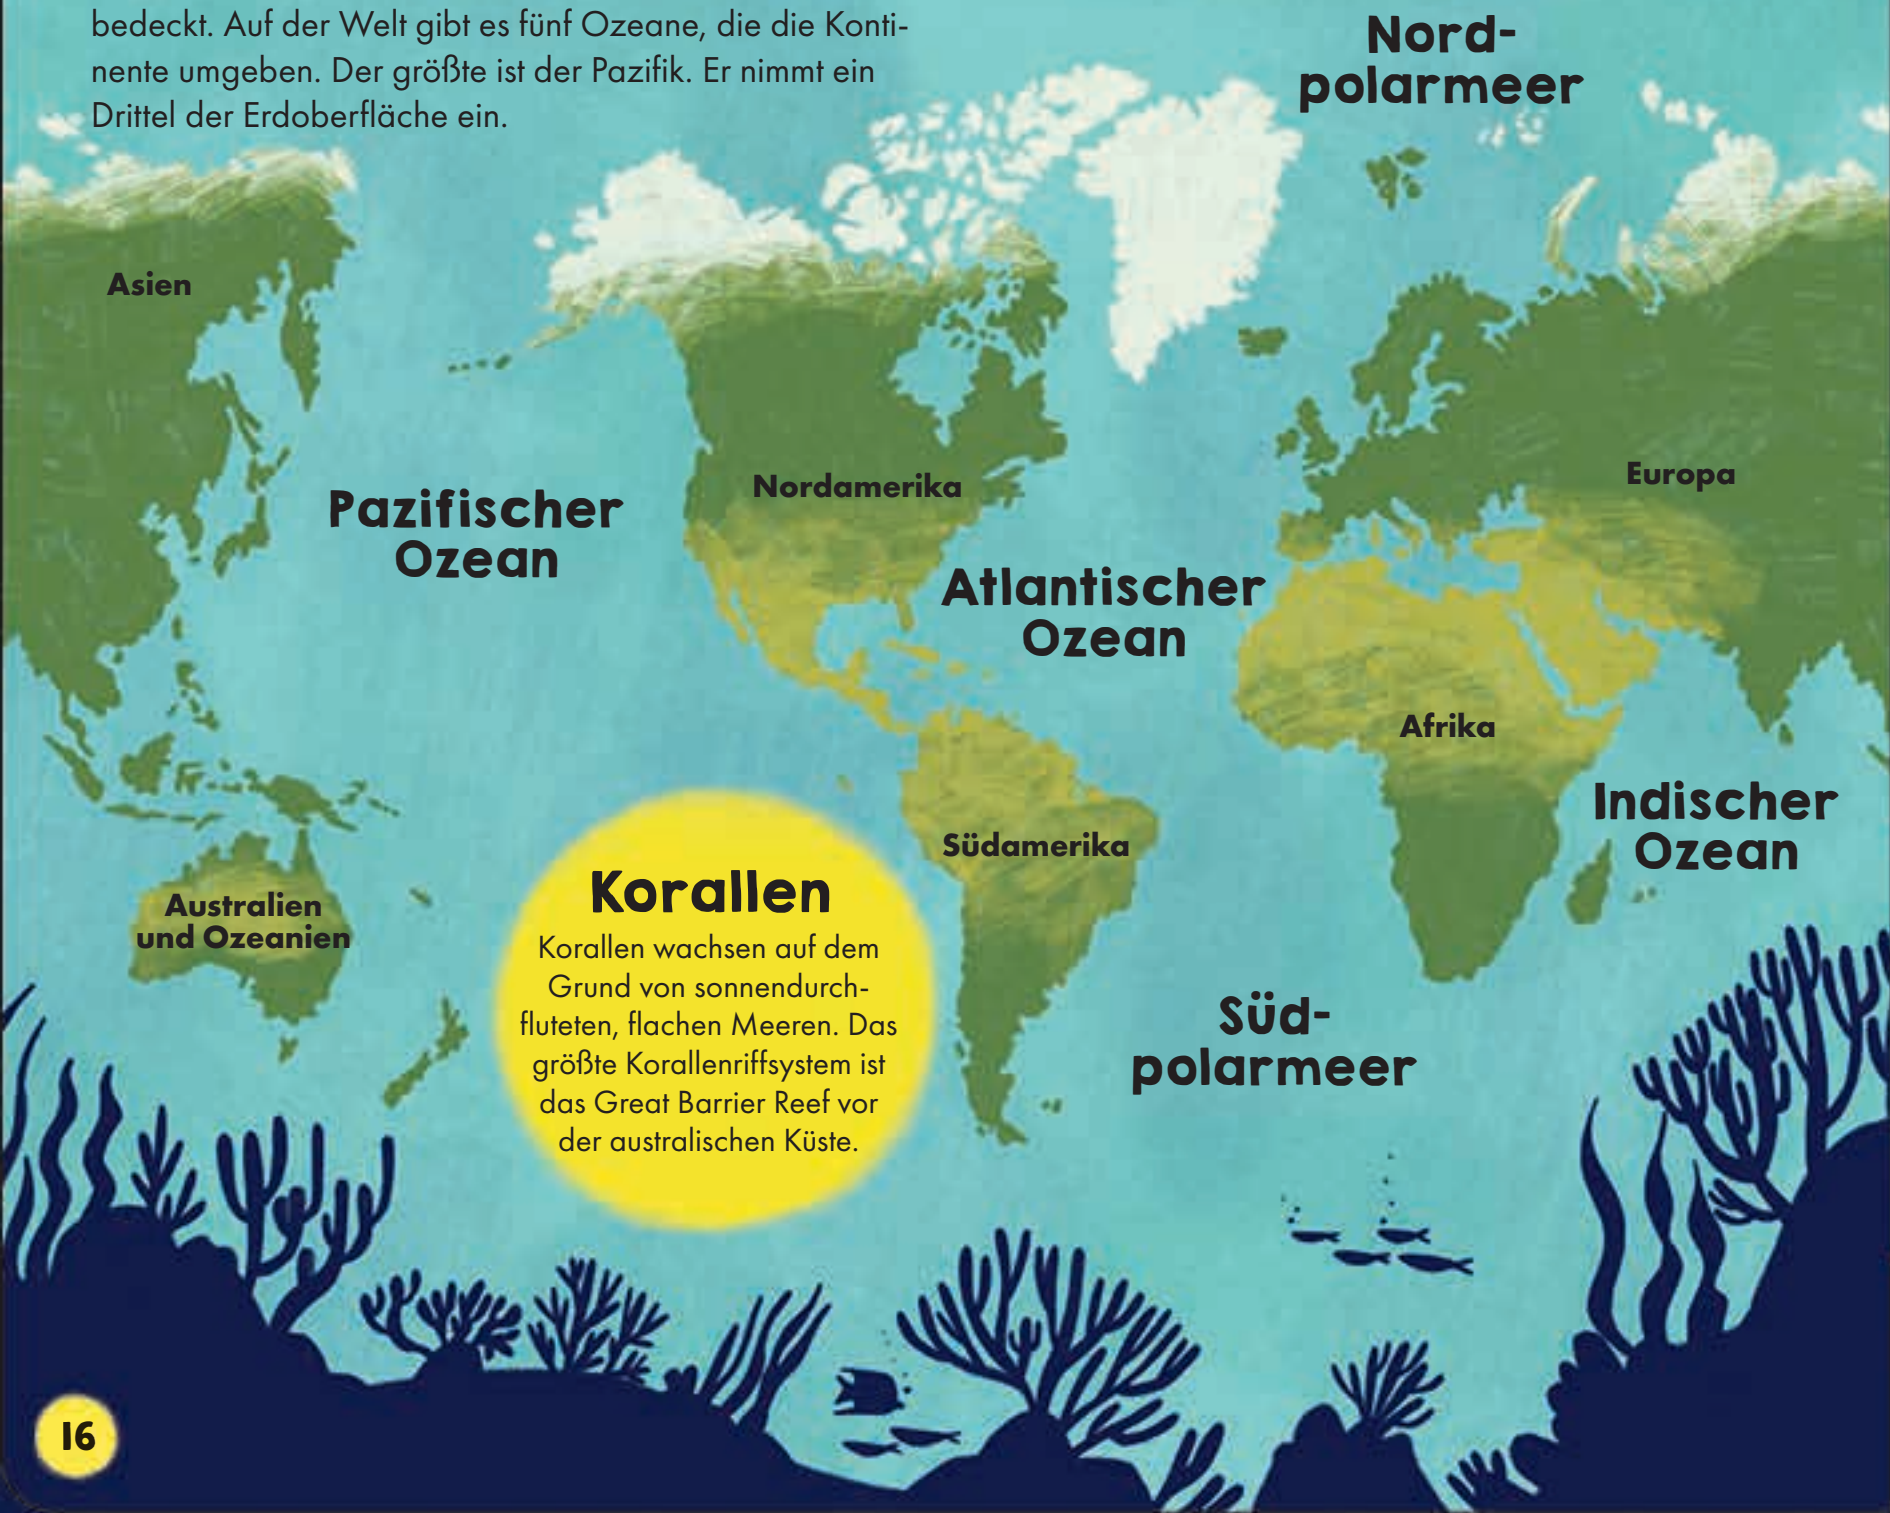 bedeckt. Auf der Welt gibt es fünf Ozeane, die die Konti-
nente umgeben. Der größte ist der Pazifik. Er nimmt ein
Drittel der Erdoberfläche ein.
Nord-
polarmeer
Asien
Nordamerika
Europa
Pazifischer
Ozean
Atlantischer
Ozean
Afrika
Indischer
Ozean
Südamerika
Australien
und Ozeanien
Korallen
Korallen wachsen auf dem
Grund von sonnendurch-
fluteten, flachen Meeren. Das
größte Korallenriffsystem ist
das Great Barrier Reef vor
der australischen Küste.
Süd-
polarmeer
16